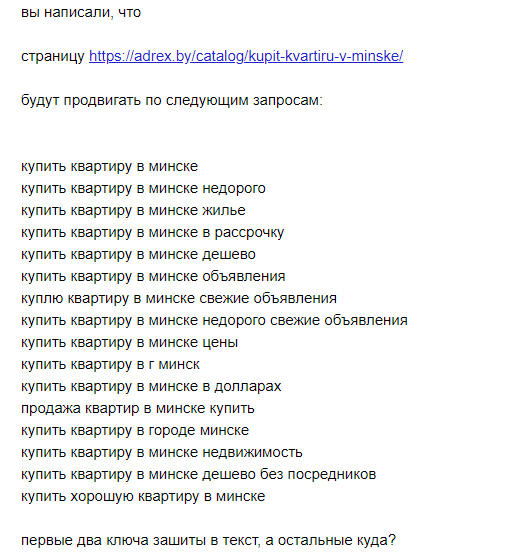 вы написали, что
страницу https://adrex.by/catalog/kupit-kvartiru-v-minske/
будут продвигать по следующим запросам:
купить квартиру в минске
купить квартиру в минске недорого
купить квартиру в минске жилье
купить квартиру в минске в рассрочку
купить квартиру в минске дешево
купить квартиру в минске объявления
куплю квартиру в минске свежие объявления
купить квартиру в минске недорого свежие объявления
купить квартиру в минске цены
купить квартиру в г минск
купить квартиру в минске в долларах
продажа квартир в минске купить
купить квартиру в городе минске
купить квартиру в минске недвижимость
купить квартиру в минске дешево без посредников
купить хорошую квартиру в минске
первые два ключа зашиты в текст, а остальные куда?